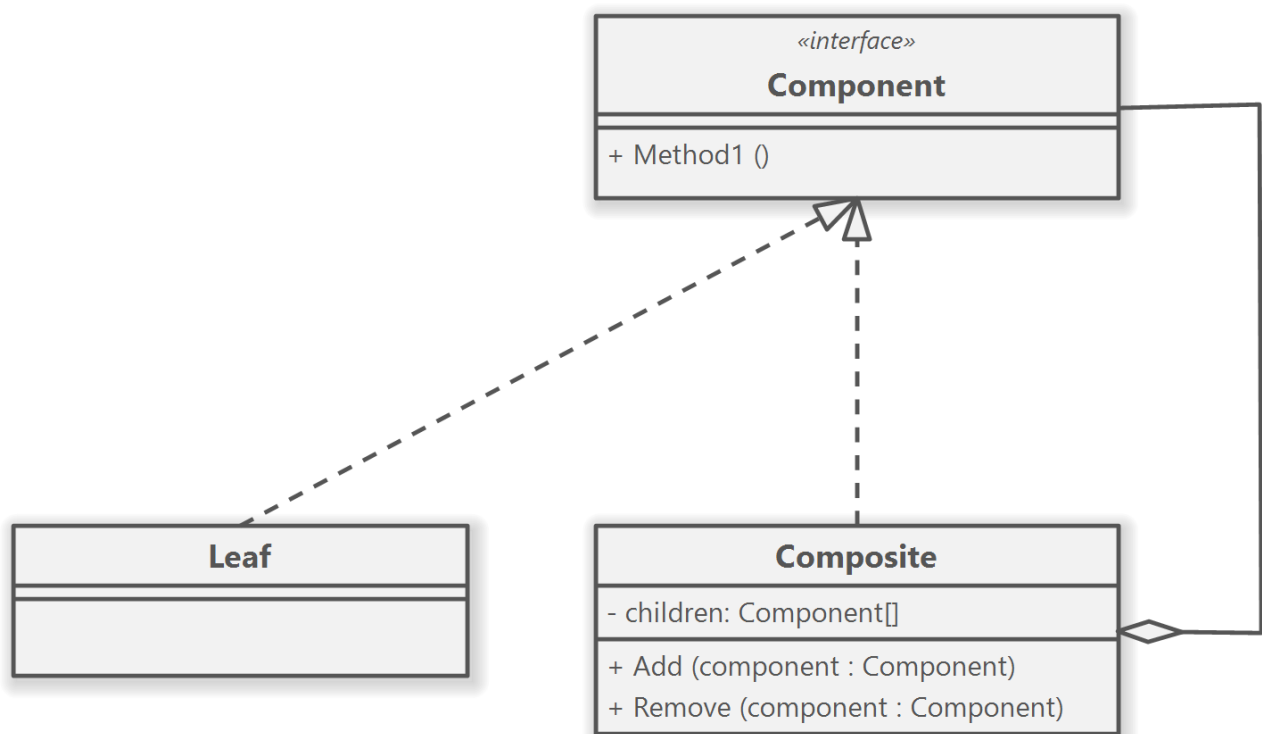 «interface»
Component
+ Method1 ()
Leaf
Composite
- children: Component[]
+ Add (component : Component)
+ Remove (component : Component)